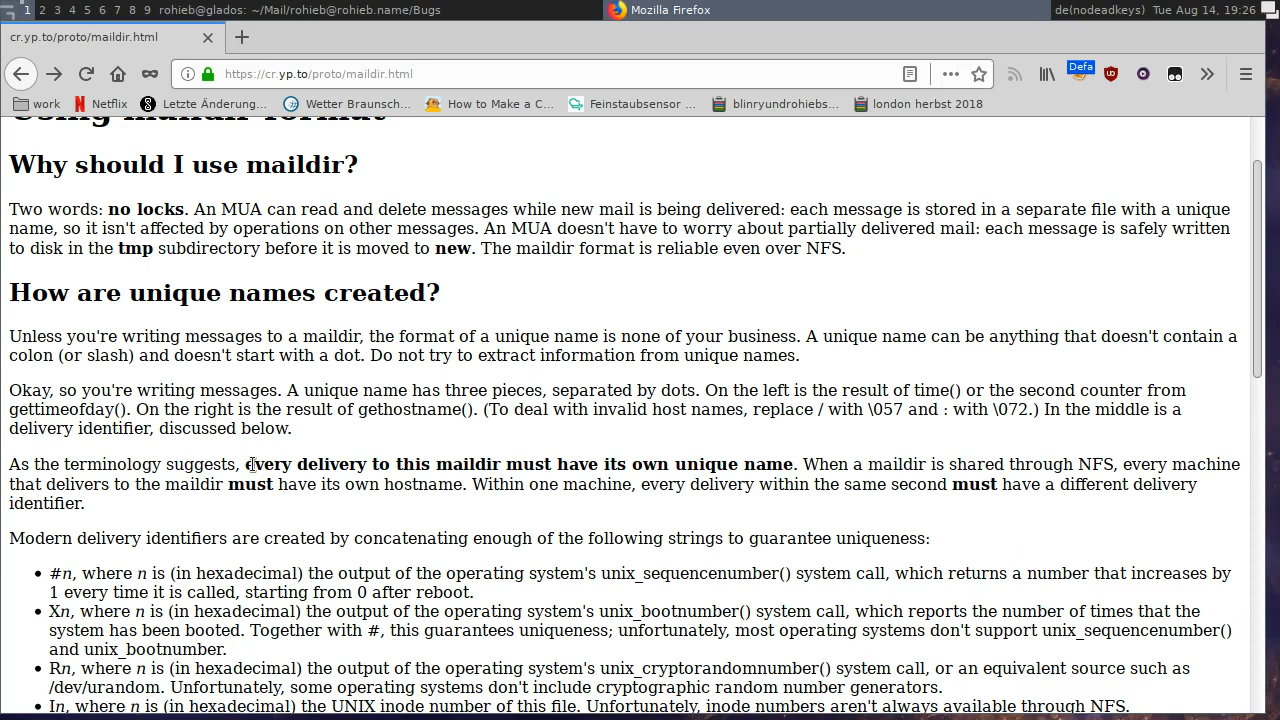 1 2 3 4 5 6 7 8 9 rohieb@glados: ~/Mail/rohieb@rohieb.name/Bugs Mozilla Firefox de(nodeadkeys) Tue Aug 14, 19:26
cr.yp.to/proto/maildir.html
https://cr.yp.to/proto/maildir.html Defa
work Netflix Letzte Änderung... Wetter Braunsch... How to Make a C... Feinstaubsensor ... blinryundrohiebs... london herbst 2018
Using maildir format
Why should I use maildir?
Two words: no locks. An MUA can read and delete messages while new mail is being delivered: each message is stored in a separate file with a unique
name, so it isn't affected by operations on other messages. An MUA doesn't have to worry about partially delivered mail: each message is safely written
to disk in the tmp subdirectory before it is moved to new. The maildir format is reliable even over NFS.
How are unique names created?
Unless you're writing messages to a maildir, the format of a unique name is none of your business. A unique name can be anything that doesn't contain a
colon (or slash) and doesn't start with a dot. Do not try to extract information from unique names.
Okay, so you're writing messages. A unique name has three pieces, separated by dots. On the left is the result of time() or the second counter from
gettimeofday(). On the right is the result of gethostname(). (To deal with invalid host names, replace / with \057 and : with \072.) In the middle is a
delivery identifier, discussed below.
As the terminology suggests, every delivery to this maildir must have its own unique name. When a maildir is shared through NFS, every machine
that delivers to the maildir must have its own hostname. Within one machine, every delivery within the same second must have a different delivery
identifier.
Modern delivery identifiers are created by concatenating enough of the following strings to guarantee uniqueness:
• #n, where n is (in hexadecimal) the output of the operating system's unix_sequencenumber() system call, which returns a number that increases by
1 every time it is called, starting from 0 after reboot.
• Xn, where n is (in hexadecimal) the output of the operating system's unix_bootnumber() system call, which reports the number of times that the
system has been booted. Together with #, this guarantees uniqueness; unfortunately, most operating systems don't support unix_sequencenumber()
and unix_bootnumber.
• Rn, where n is (in hexadecimal) the output of the operating system's unix_cryptorandomnumber() system call, or an equivalent source such as
/dev/urandom. Unfortunately, some operating systems don't include cryptographic random number generators.
• In, where n is (in hexadecimal) the UNIX inode number of this file. Unfortunately, inode numbers aren't always available through NFS.